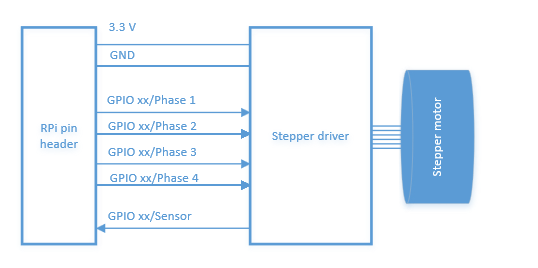 3.3 V
GND
GPIO xx/Phase 1
GPIO xx/Phase 2
GPIO xx/Phase 3
GPIO xx/Phase 4
GPIO xx/Sensor
RPi pin
header
Stepper driver
Stepper motor